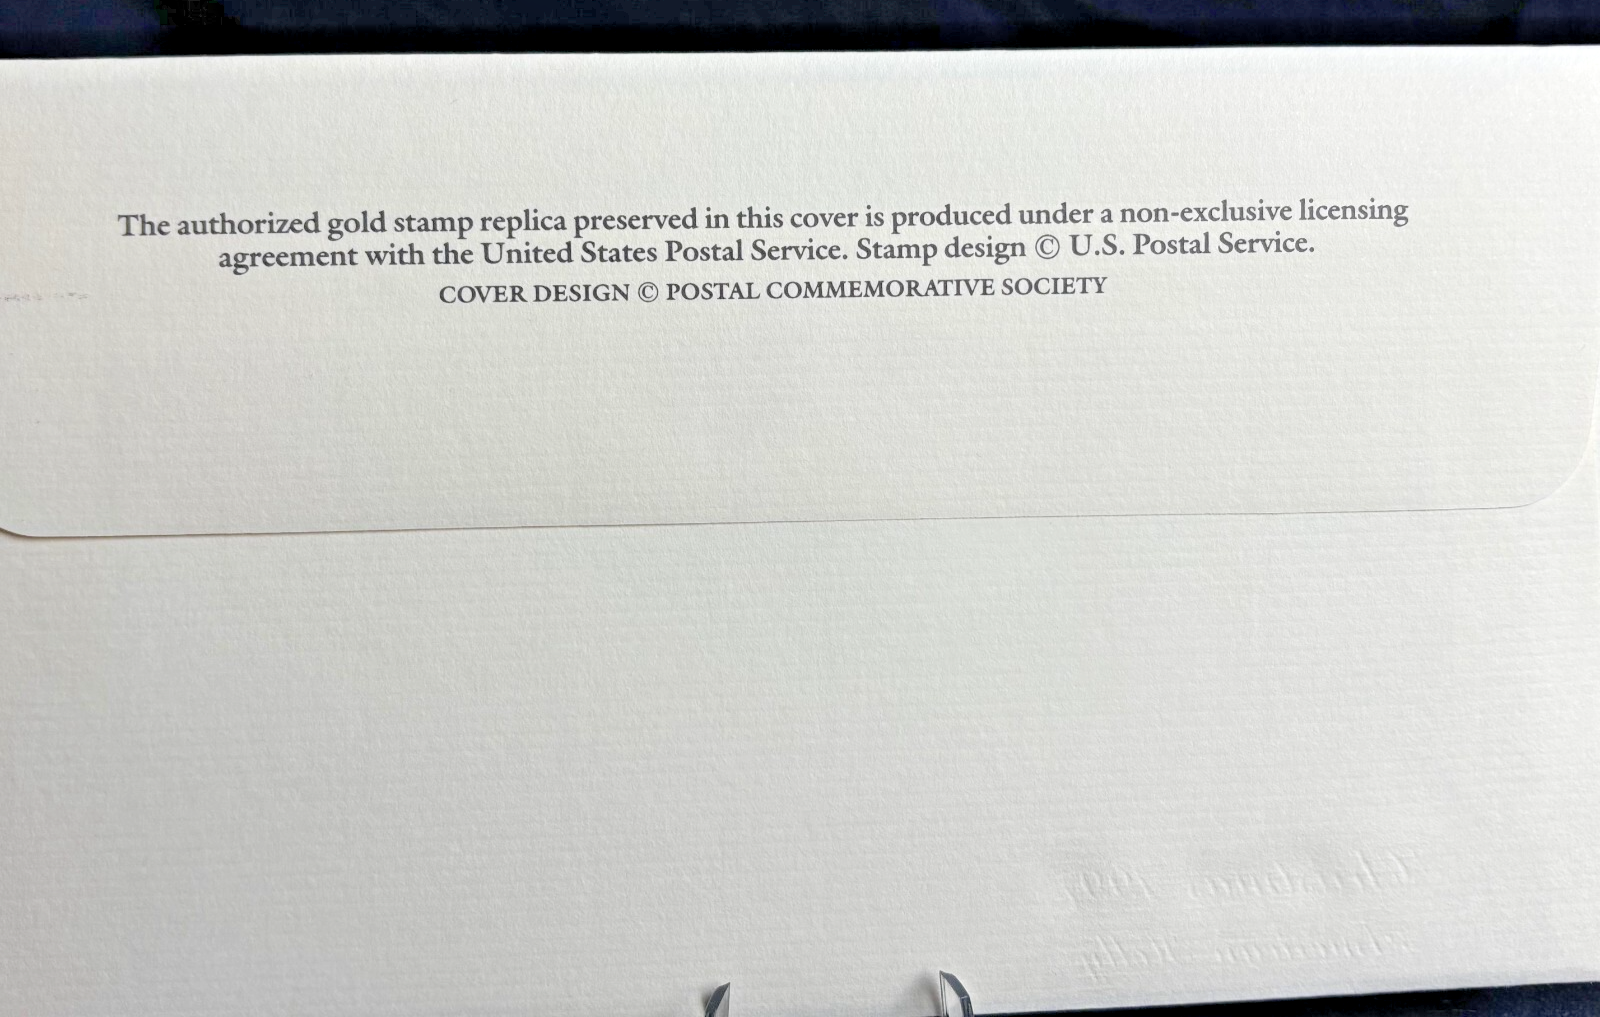 The authorized gold stamp replica preserved in this cover is produced under a non-exclusive licensing
agreement with the United States Postal Service. Stamp design © U.S. Postal Service.
COVER DESIGN © POSTAL COMMEMORATIVE SOCIETY